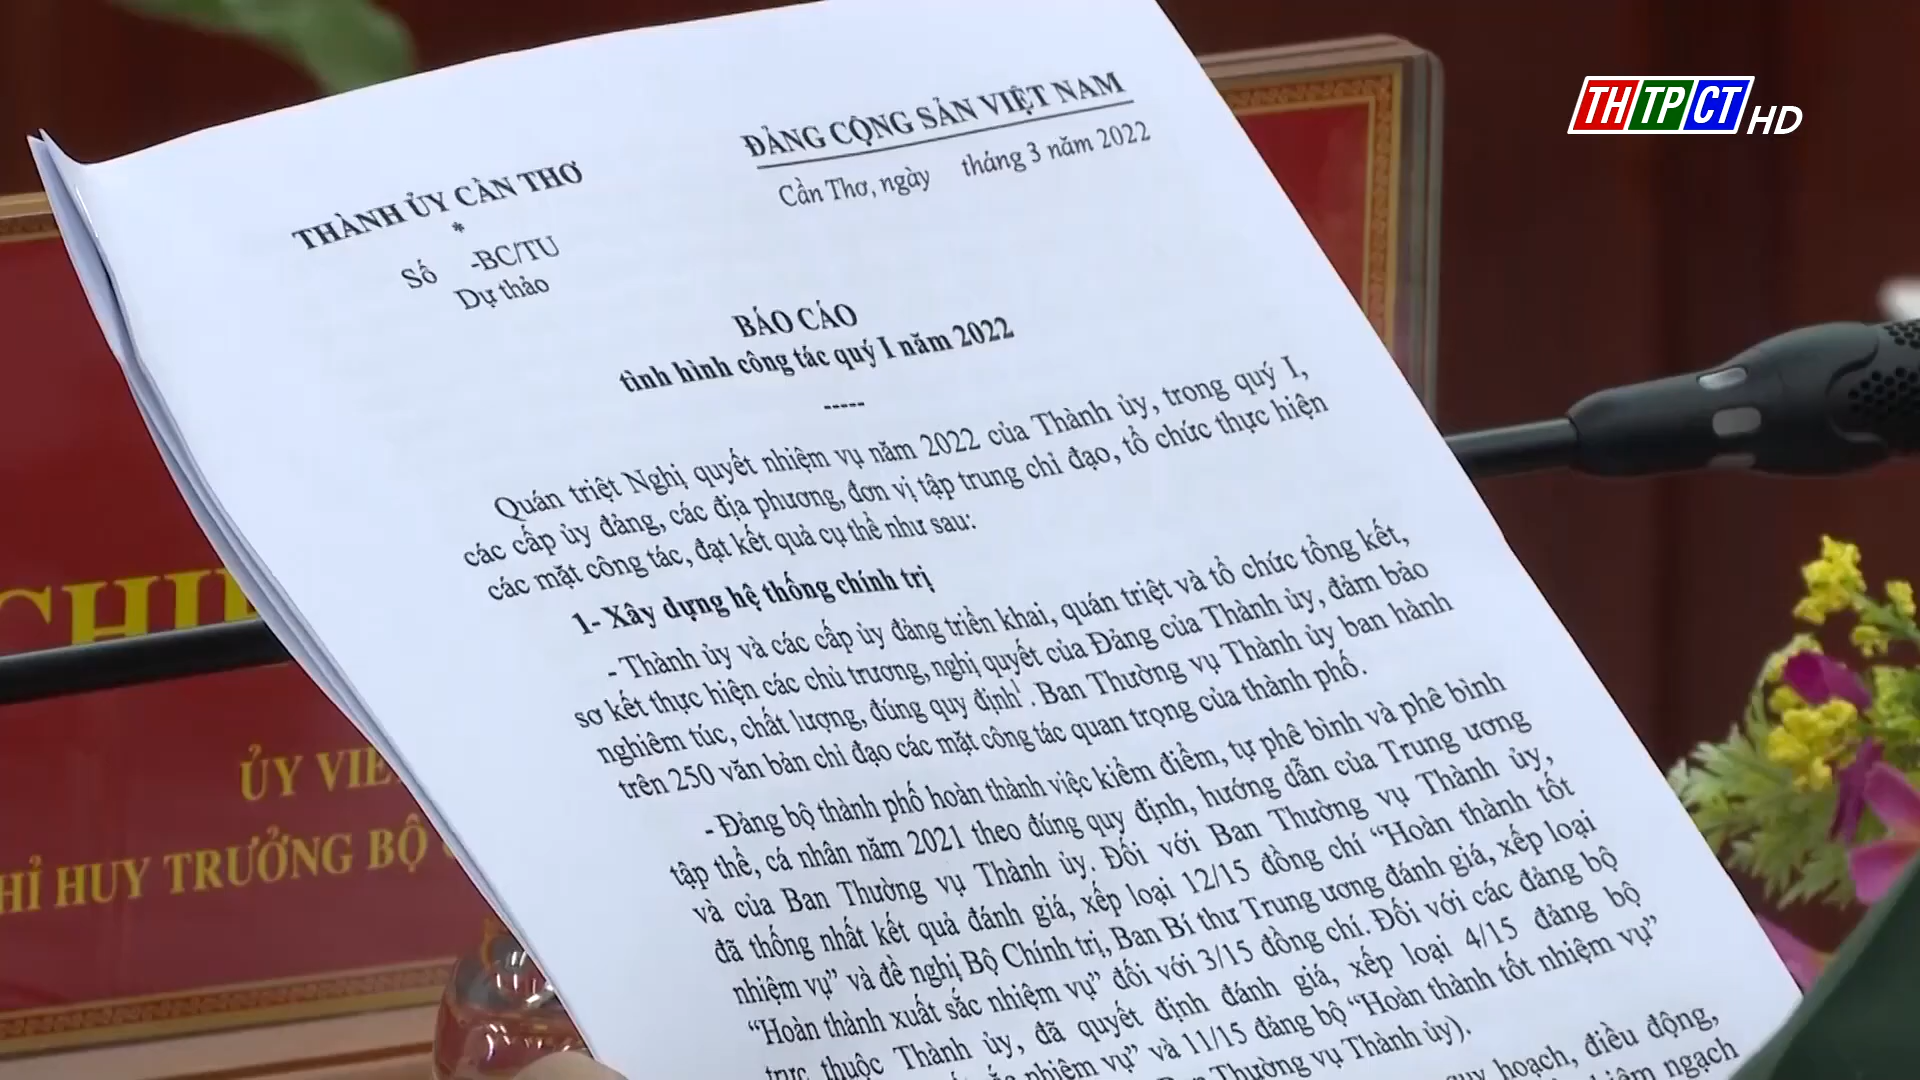 THTPCT HD
ĐẢNG CỘNG SẢN VIỆT NAM
Cần Thơ, ngày tháng 3 năm 2022
THÀNH ỦY CẦN THƠ
*
Số -BC/TU
Dự thảo
BÁO CÁO
tình hình công tác quý I năm 2022
-----
Quán triệt Nghị quyết nhiệm vụ năm 2022 của Thành ủy, trong quý I,
các cấp ủy đảng, các địa phương, đơn vị tập trung chỉ đạo, tổ chức thực hiện
các mặt công tác, đạt kết quả cụ thể như sau:
1- Xây dựng hệ thống chính trị
- Thành ủy và các cấp ủy đảng triển khai, quán triệt và tổ chức tổng kết,
sơ kết thực hiện các chủ trương, nghị quyết của Đảng của Thành ủy, đảm bảo
nghiêm túc, chất lượng, đúng quy định¹. Ban Thường vụ Thành ủy ban hành
trên 250 văn bản chỉ đạo các mặt công tác quan trọng của thành phố.
- Đảng bộ thành phố hoàn thành việc kiểm điểm, tự phê bình và phê bình
tập thể, cá nhân năm 2021 theo đúng quy định, hướng dẫn của Trung ương
và của Ban Thường vụ Thành ủy. Đối với Ban Thường vụ Thành ủy,
đã thống nhất kết quả đánh giá, xếp loại 12/15 đồng chí “Hoàn thành tốt
nhiệm vụ” và đề nghị Bộ Chính trị, Ban Bí thư Trung ương đánh giá, xếp loại
“Hoàn thành xuất sắc nhiệm vụ” đối với 3/15 đồng chí. Đối với các đảng bộ
trực thuộc Thành ủy, đã quyết định đánh giá, xếp loại 4/15 đảng bộ
nhiệm vụ” và 11/15 đảng bộ “Hoàn thành tốt nhiệm vụ”
Thường vụ Thành ủy).
quy hoạch, điều động,
ngạch
ỦY VIÊ
HỈ HUY TRƯỞNG BỘ